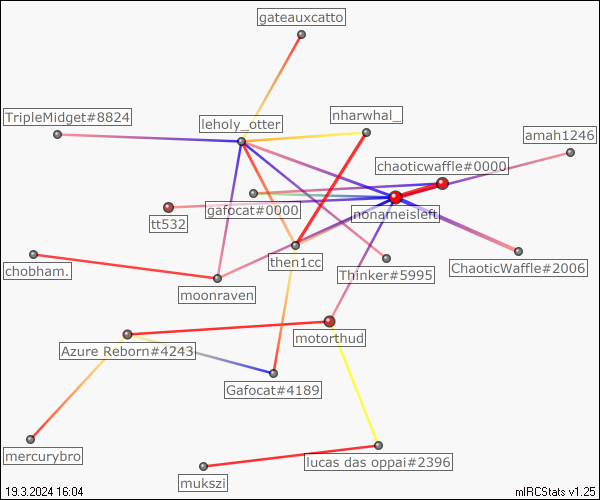 gateauxcatto
TripleMidget#8824
leholy_otter
nharwhal_
amah1246
chaoticwaffle#0000
tt532
gafocat#0000
nonameisleft
chobham.
moonraven
then1cc
Thinker#5995
ChaoticWaffle#2006
Azure Reborn#4243
motorthud
Gafocat#4189
mercurybro
mukszi
lucas das oppai#2396
19.3.2024 16:04
mIRCStats v1.25